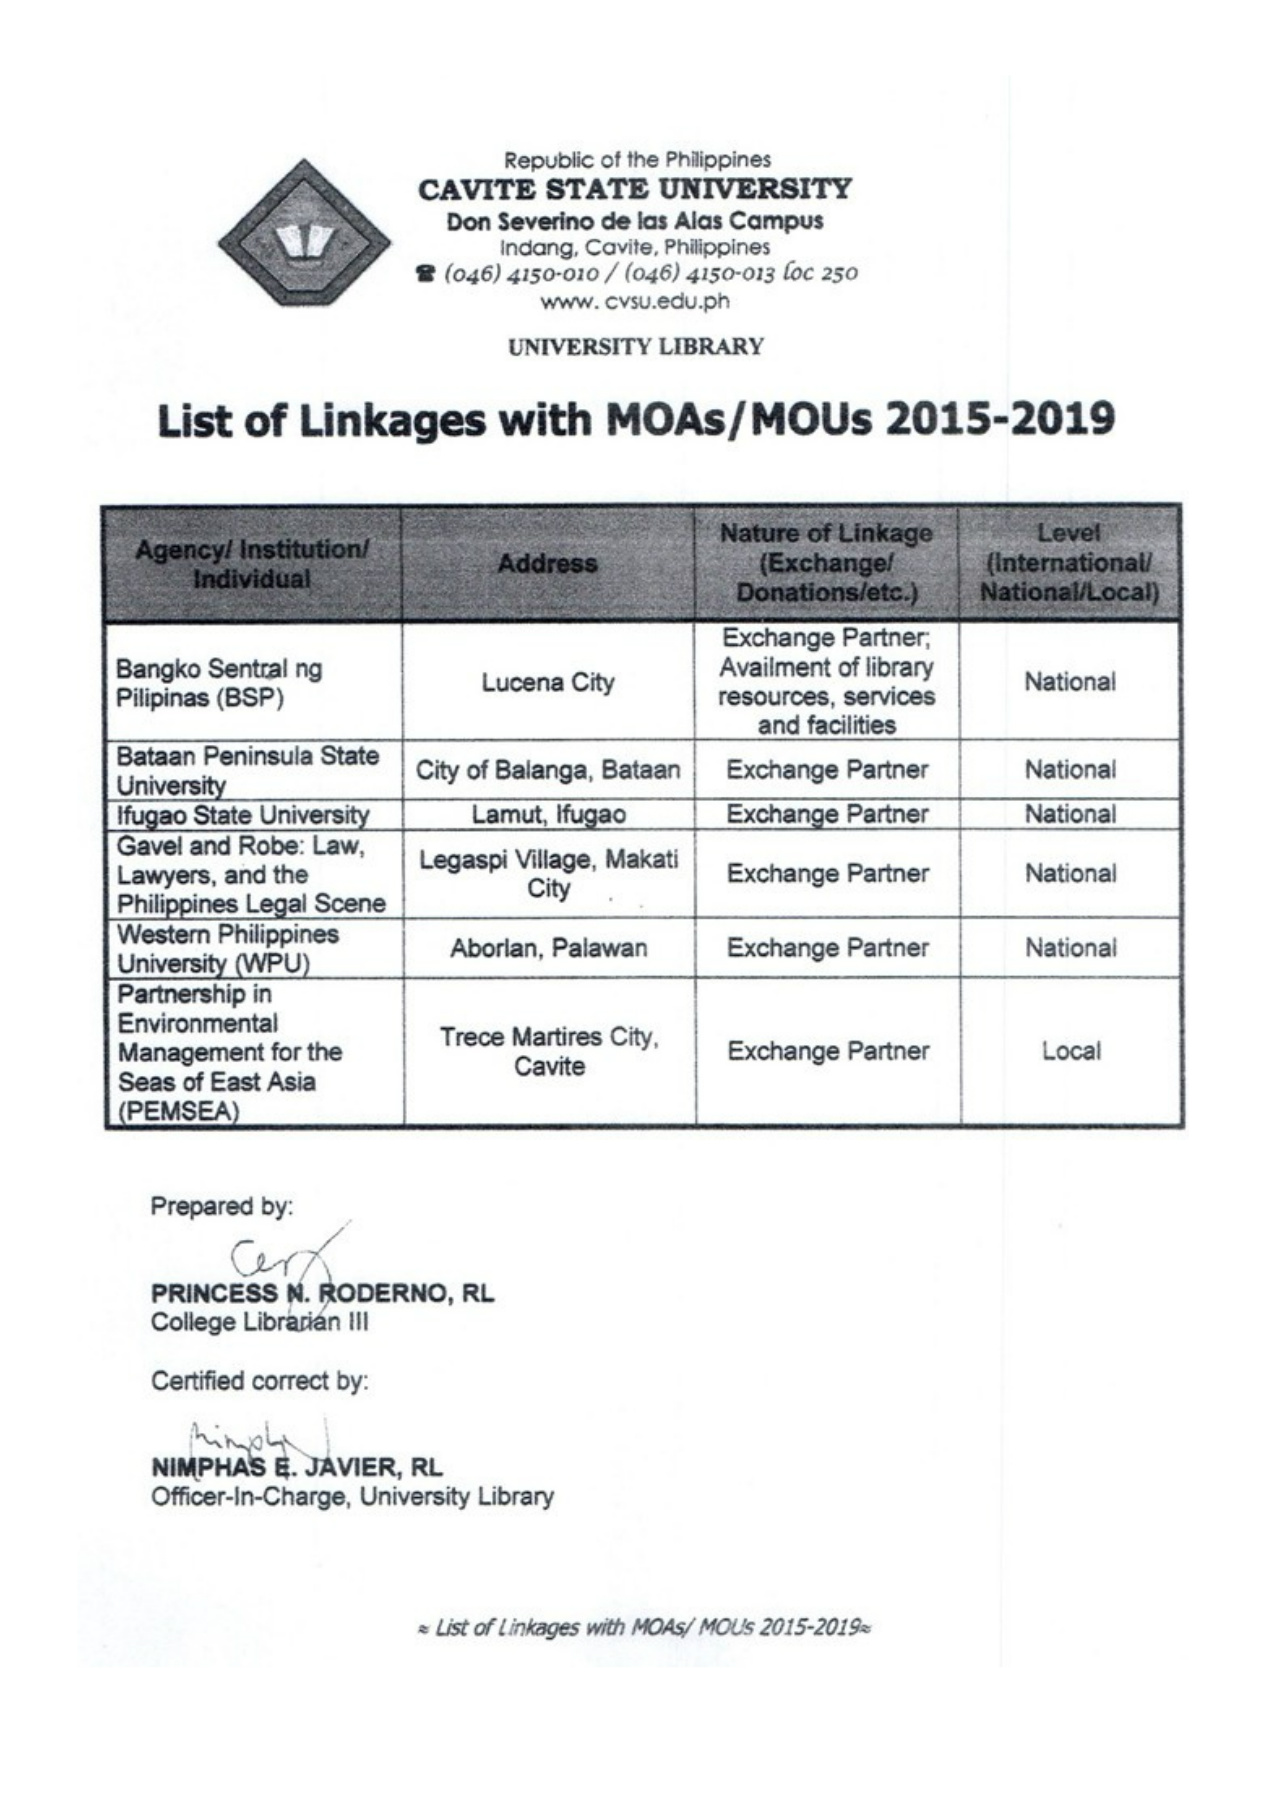 Republic of the Philippines
CAVITE STATE UNIVERSITY
Don Severino de las Alas Campus
Indang, Cavite, Philippines
☎ (046) 4150-010 / (046) 4150-013 loc 250
www. cvsu.edu.ph
UNIVERSITY LIBRARY
List of Linkages with MOAs/MOUs 2015-2019
Agency/ Institution/
Individual
Address
Nature of Linkage
(Exchange/
Donations/etc.)
Level
(International/
National/Local)
Bangko Sentral ng
Pilipinas (BSP)
Lucena City
Exchange Partner;
Availment of library
resources, services
and facilities
National
Bataan Peninsula State
University
City of Balanga, Bataan
Exchange Partner
National
Ifugao State University
Lamut, Ifugao
Exchange Partner
National
Gavel and Robe: Law,
Lawyers, and the
Philippines Legal Scene
Legaspi Village, Makati
City
Exchange Partner
National
Western Philippines
University (WPU)
Aborlan, Palawan
Exchange Partner
National
Partnership in
Environmental
Management for the
Seas of East Asia
(PEMSEA)
Trece Martires City,
Cavite
Exchange Partner
Local
Prepared by:
PRINCESS N. RODERNO, RL
College Librarian III
Certified correct by:
NIMPHAS E. JAVIER, RL
Officer-In-Charge, University Library
≈ List of Linkages with MOAs/ MOUs 2015-2019≈